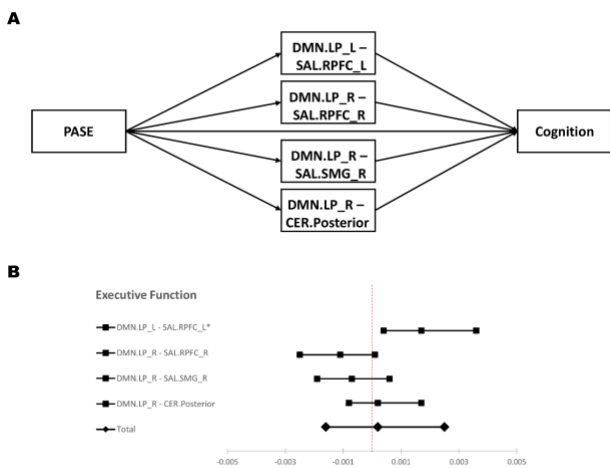 A
DMN.LP_L –
SAL.RPFC_L
DMN.LP_R –
SAL.RPFC_R
PASE
Cognition
DMN.LP_R –
SAL.SMG_R
DMN.LP_R –
CER.Posterior
B
Executive Function
DMN.LP_L - SAL.RPFC_L*
DMN.LP_R - SAL.RPFC_R
DMN.LP_R - SAL.SMG_R
DMN.LP_R - CER.Posterior
Total
-0.005 -0.003 -0.001 0.001 0.003 0.005